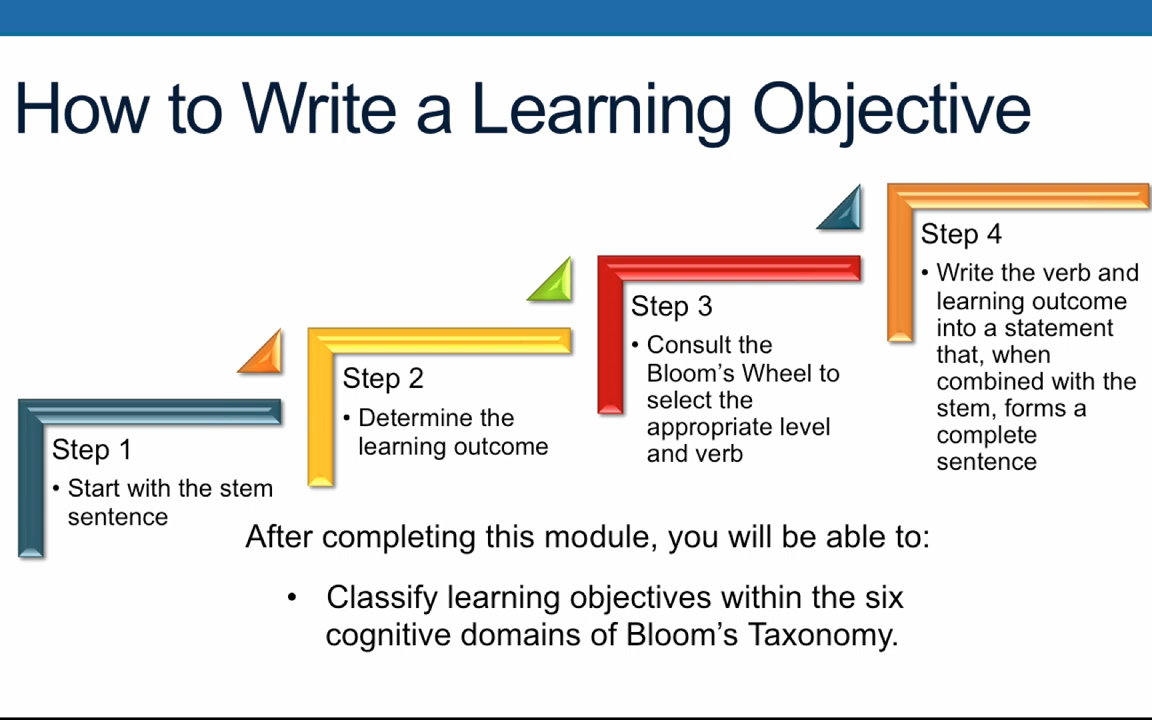 How to Write a Learning Objective
Step 1
• Start with the stem
sentence
Step 2
• Determine the
learning outcome
Step 3
• Consult the
Bloom’s Wheel to
select the
appropriate level
and verb
Step 4
• Write the verb and
learning outcome
into a statement
that, when
combined with the
stem, forms a
complete
sentence
After completing this module, you will be able to:
• Classify learning objectives within the six
cognitive domains of Bloom’s Taxonomy.